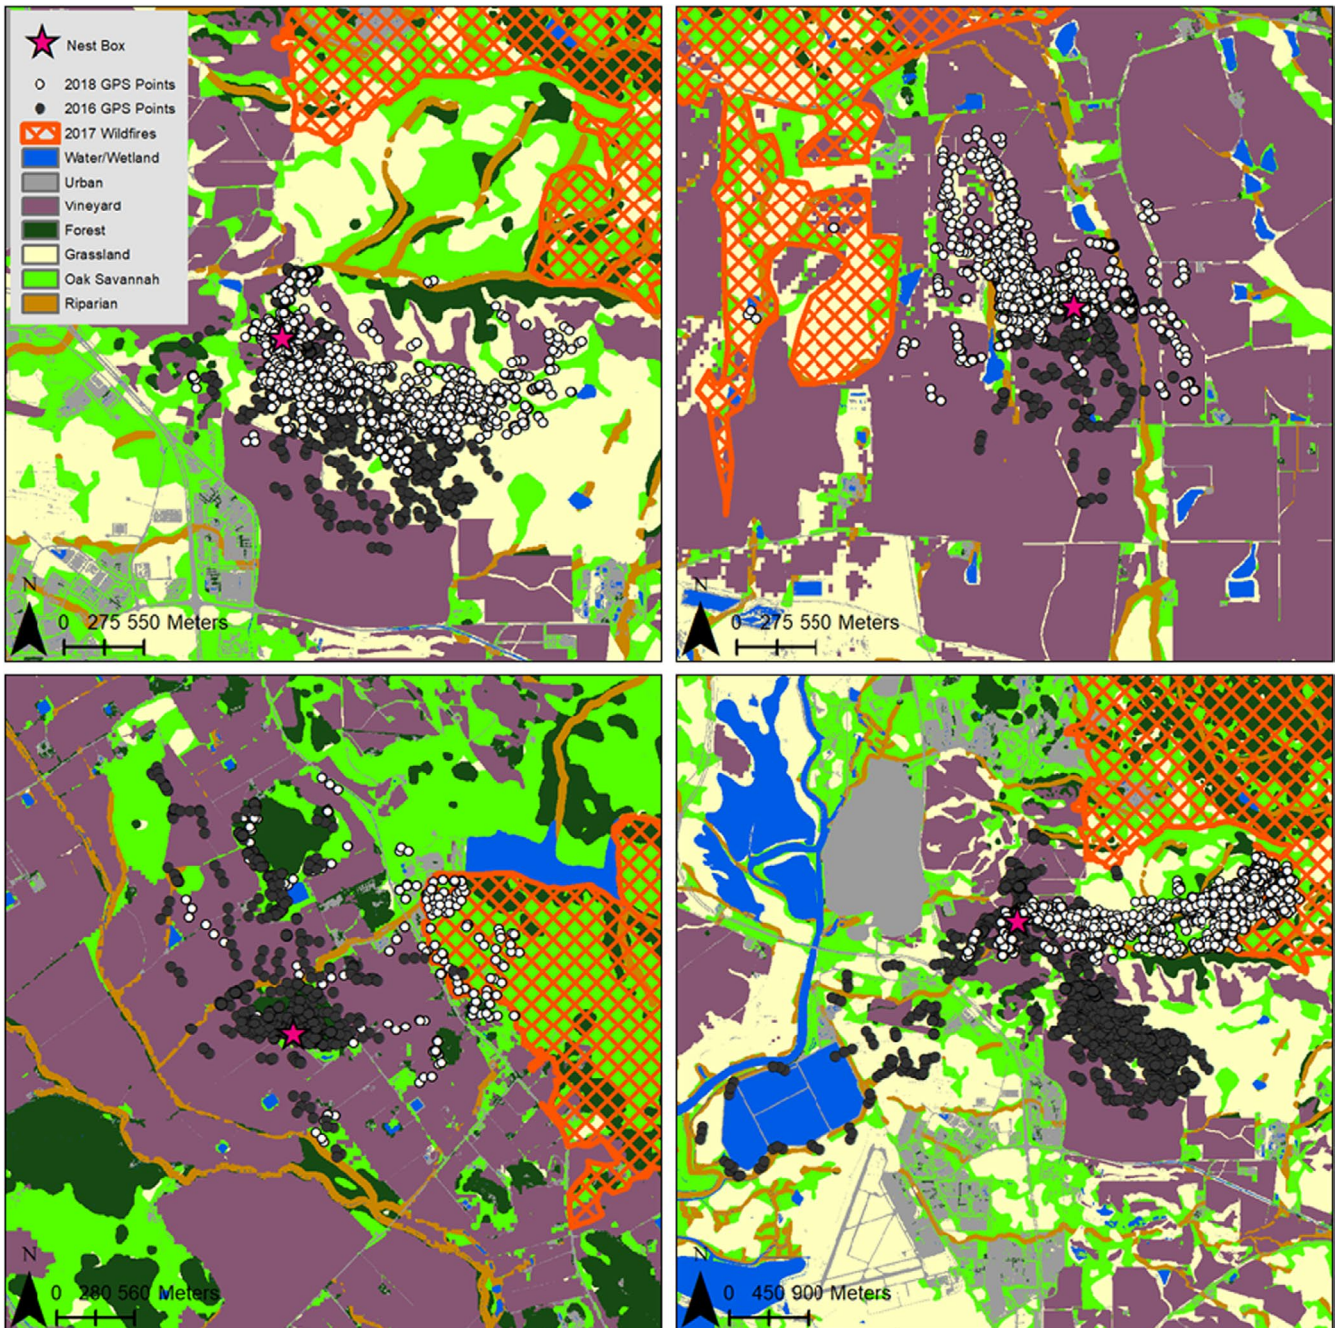 Nest Box
2018 GPS Points
2016 GPS Points
2017 Wildfires
Water/Wetland
Urban
Vineyard
Forest
Grassland
Oak Savannah
Riparian
N
0 275 550 Meters
N
0 275 550 Meters
N
0 280 560 Meters
N
0 450 900 Meters